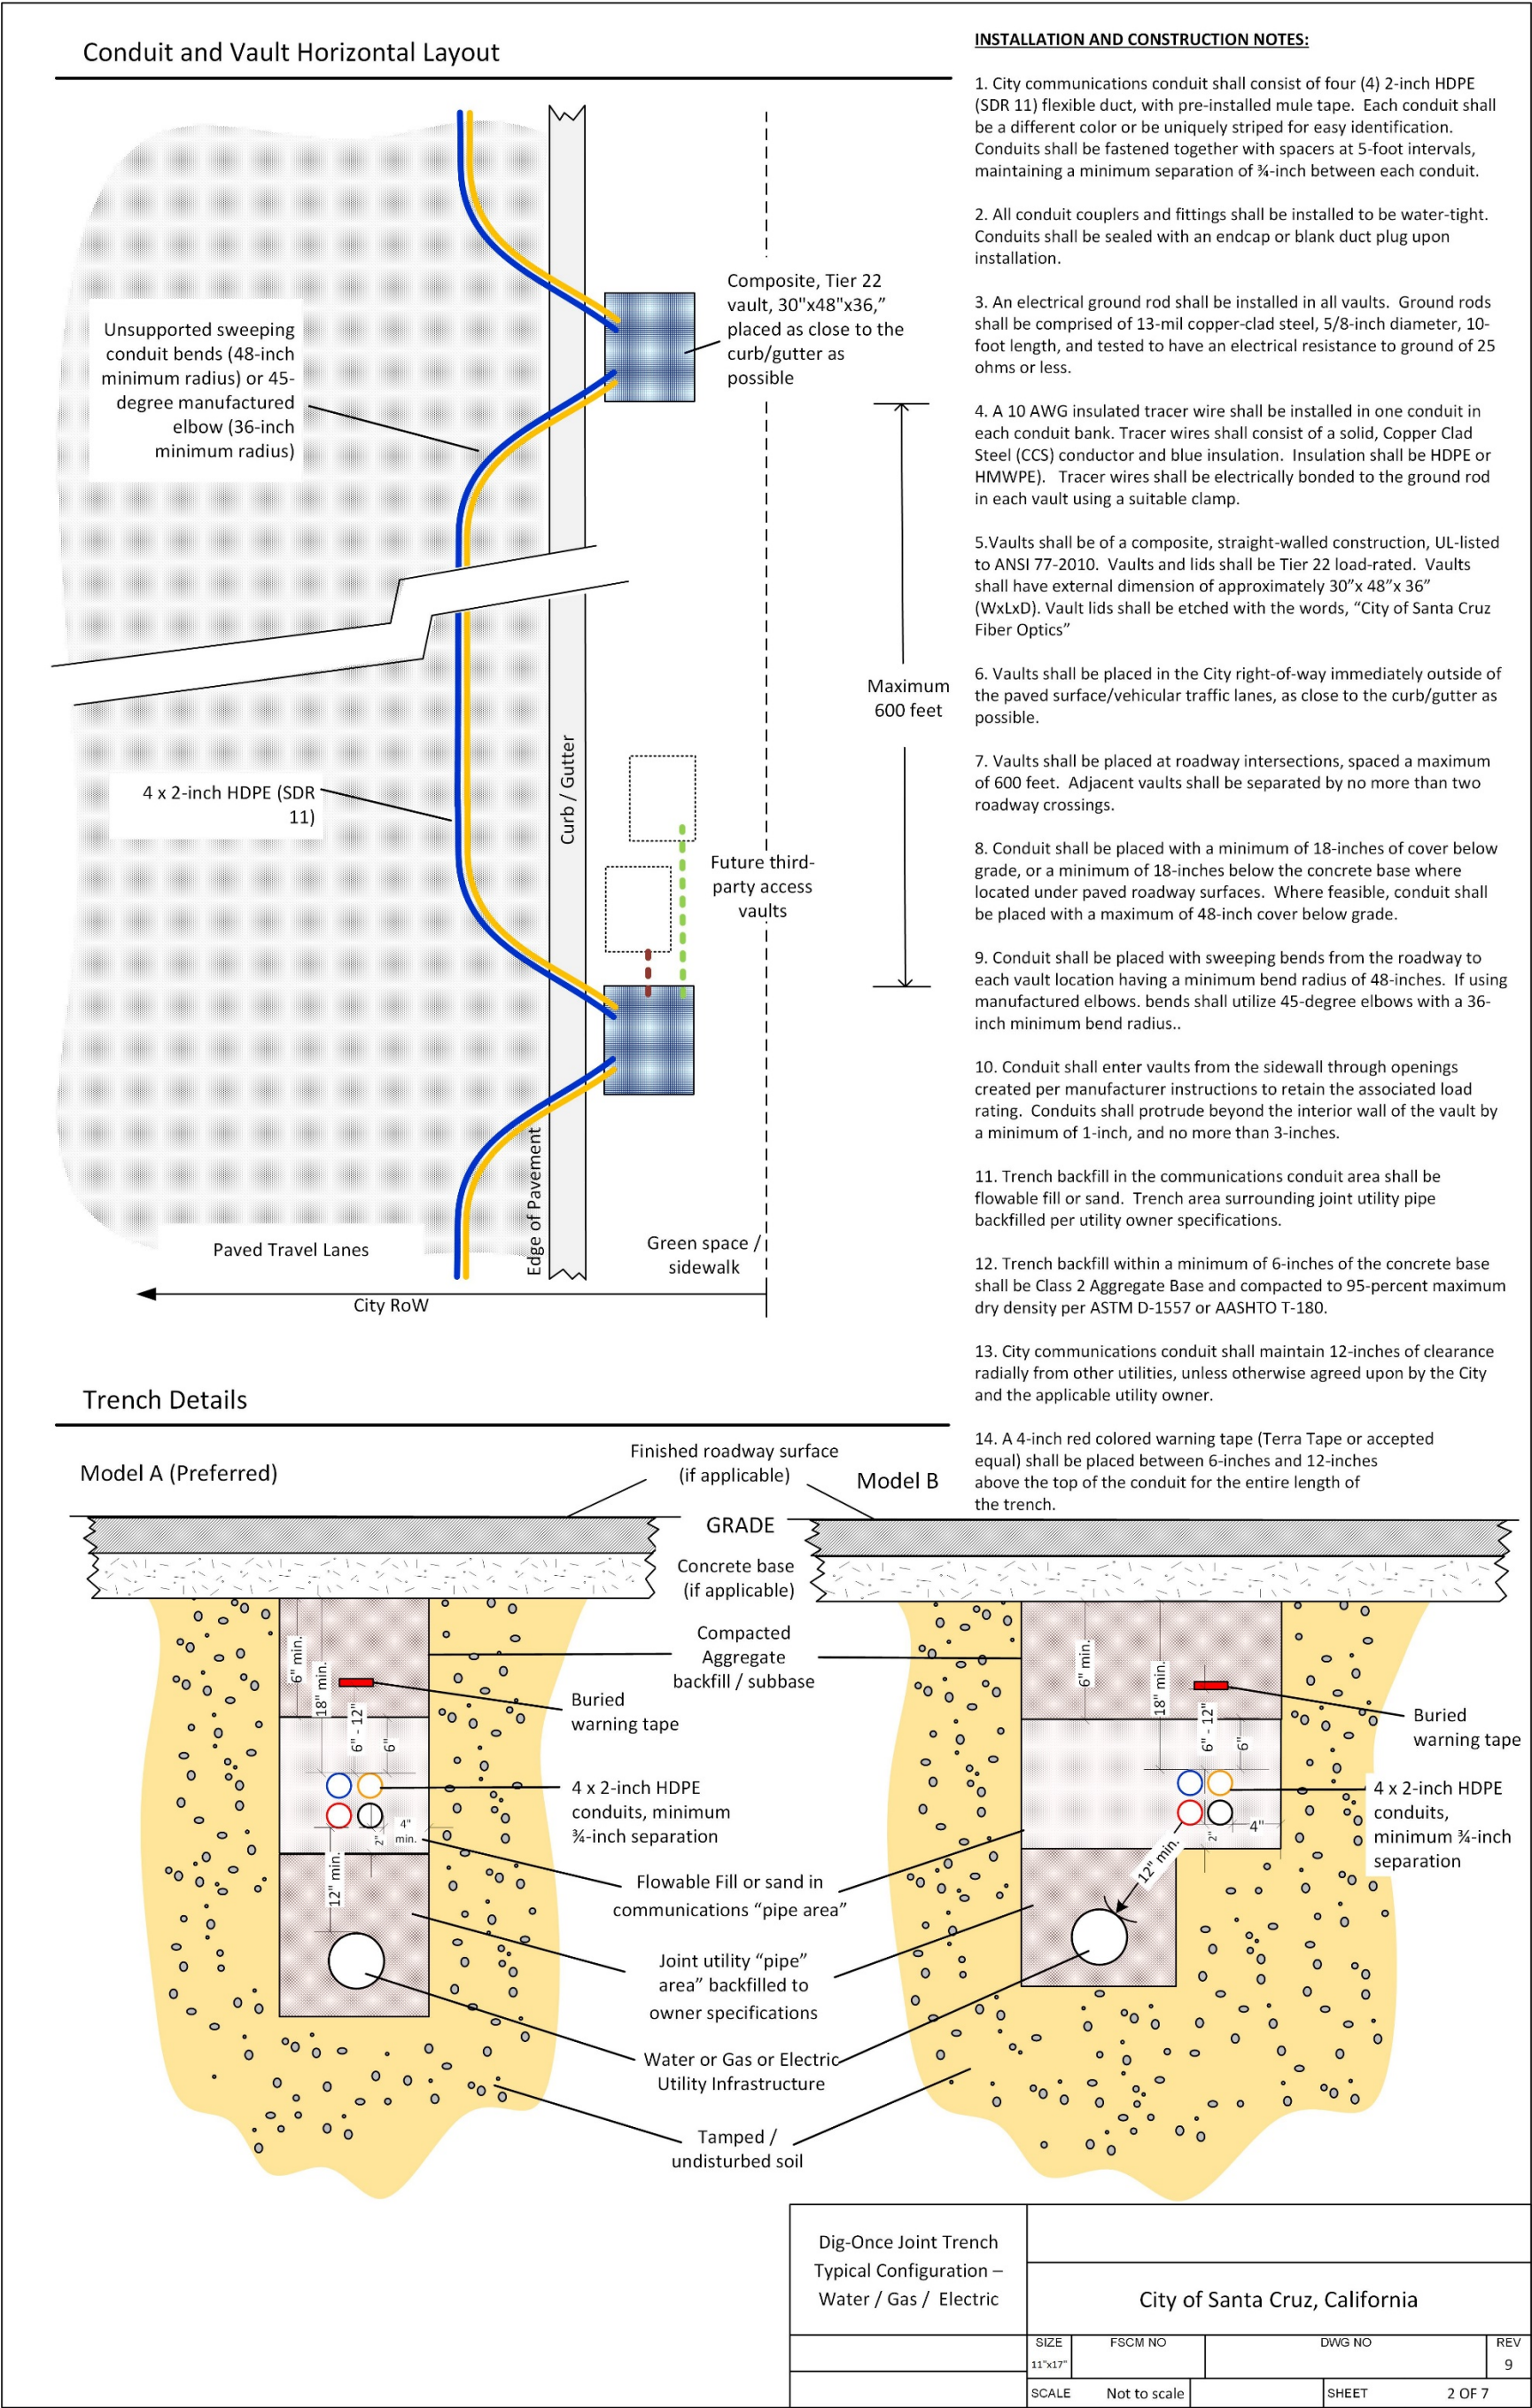 Conduit and Vault Horizontal Layout
Unsupported sweeping
conduit bends (48-inch
minimum radius) or 45-
degree manufactured
elbow (36-inch
minimum radius)
Composite, Tier 22
vault, 30"x48"x36,”
placed as close to the
curb/gutter as
possible
Maximum
600 feet
4 x 2-inch HDPE (SDR
11)
Curb / Gutter
Future third-
party access
vaults
Edge of Pavement
Paved Travel Lanes
Green space /
sidewalk
City RoW
INSTALLATION AND CONSTRUCTION NOTES:
1. City communications conduit shall consist of four (4) 2-inch HDPE
(SDR 11) flexible duct, with pre-installed mule tape.  Each conduit shall
be a different color or be uniquely striped for easy identification.
Conduits shall be fastened together with spacers at 5-foot intervals,
maintaining a minimum separation of ¾-inch between each conduit.
2. All conduit couplers and fittings shall be installed to be water-tight.
Conduits shall be sealed with an endcap or blank duct plug upon
installation.
3. An electrical ground rod shall be installed in all vaults.  Ground rods
shall be comprised of 13-mil copper-clad steel, 5/8-inch diameter, 10-
foot length, and tested to have an electrical resistance to ground of 25
ohms or less.
4. A 10 AWG insulated tracer wire shall be installed in one conduit in
each conduit bank. Tracer wires shall consist of a solid, Copper Clad
Steel (CCS) conductor and blue insulation.  Insulation shall be HDPE or
HMWPE).   Tracer wires shall be electrically bonded to the ground rod
in each vault using a suitable clamp.
5.Vaults shall be of a composite, straight-walled construction, UL-listed
to ANSI 77-2010.  Vaults and lids shall be Tier 22 load-rated.  Vaults
shall have external dimension of approximately 30”x 48”x 36”
(WxLxD). Vault lids shall be etched with the words, “City of Santa Cruz
Fiber Optics”
6. Vaults shall be placed in the City right-of-way immediately outside of
the paved surface/vehicular traffic lanes, as close to the curb/gutter as
possible.
7. Vaults shall be placed at roadway intersections, spaced a maximum
of 600 feet.  Adjacent vaults shall be separated by no more than two
roadway crossings.
8. Conduit shall be placed with a minimum of 18-inches of cover below
grade, or a minimum of 18-inches below the concrete base where
located under paved roadway surfaces.  Where feasible, conduit shall
be placed with a maximum of 48-inch cover below grade.
9. Conduit shall be placed with sweeping bends from the roadway to
each vault location having a minimum bend radius of 48-inches.  If using
manufactured elbows. bends shall utilize 45-degree elbows with a 36-
inch minimum bend radius..
10. Conduit shall enter vaults from the sidewall through openings
created per manufacturer instructions to retain the associated load
rating.  Conduits shall protrude beyond the interior wall of the vault by
a minimum of 1-inch, and no more than 3-inches.
11. Trench backfill in the communications conduit area shall be
flowable fill or sand.  Trench area surrounding joint utility pipe
backfilled per utility owner specifications.
12. Trench backfill within a minimum of 6-inches of the concrete base
shall be Class 2 Aggregate Base and compacted to 95-percent maximum
dry density per ASTM D-1557 or AASHTO T-180.
13. City communications conduit shall maintain 12-inches of clearance
radially from other utilities, unless otherwise agreed upon by the City
and the applicable utility owner.
14. A 4-inch red colored warning tape (Terra Tape or accepted
equal) shall be placed between 6-inches and 12-inches
above the top of the conduit for the entire length of
the trench.
Trench Details
Model A (Preferred)
Finished roadway surface
(if applicable)
Model B
GRADE
Concrete base
(if applicable)
Compacted
Aggregate
backfill / subbase
6" min.
18" min.
6" - 12"
6"
4"
min.
2"
12" min.
Buried
warning tape
4 x 2-inch HDPE
conduits, minimum
¾-inch separation
6" min.
18" min.
6" - 12"
6"
4"
2"
12" min.
Buried
warning tape
4 x 2-inch HDPE
conduits,
minimum ¾-inch
separation
Flowable Fill or sand in
communications “pipe area”
Joint utility “pipe”
area” backfilled to
owner specifications
Water or Gas or Electric
Utility Infrastructure
Tamped /
undisturbed soil
Dig-Once Joint Trench
Typical Configuration –
Water / Gas /  Electric
City of Santa Cruz, California
SIZE
11"x17"
FSCM NO
DWG NO
REV
9
SCALE
Not to scale
SHEET
2 OF 7